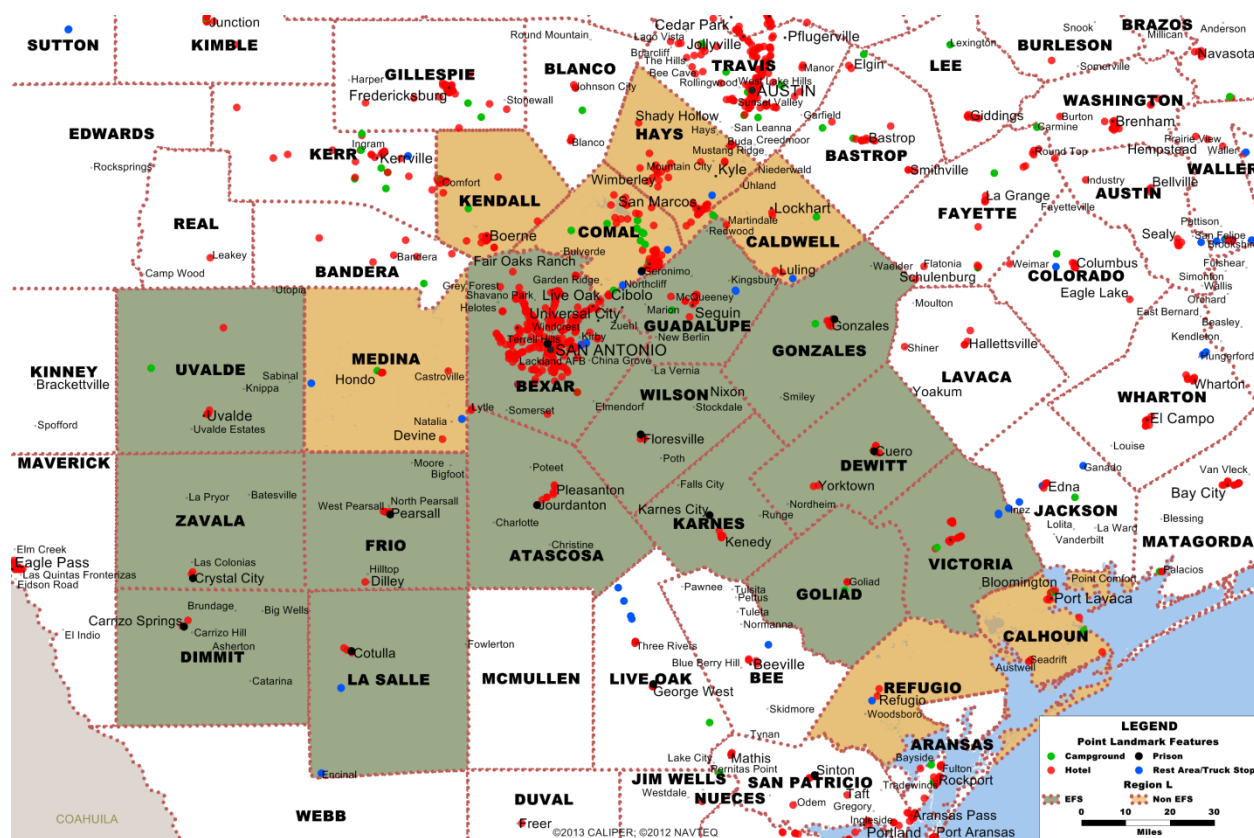 Junction
Cedar Park
Pflugerville
BRAZOS
Snook
Millican
Anderson
SUTTON
KIMBLE
Round Mountain
Lago Vista
Jollyville
Lexington
BURLESON
Navasota
Harper
GILLESPIE
BLANCO
Briarcliff
The Hills
TRAVIS
Manor
Elgin
LEE
Somerville
Fredericksburg
Johnson City
Bee Cave
West Lake Hills
Rollingwood
AUSTIN
WASHINGTON
Stonewall
Sunset Valley
EDWARDS
Shady Hollow
Garfield
Giddings
Burton
Brenham
HAYS
Hays
San Leanna
Carmine
Ingram
Blanco
Buda
Creedmoor
Bastrop
Prairie View
KERR
Kerrville
Mustang Ridge
BASTROP
Round Top
Hempstead
Waller
Rocksprings
Mountain City
Kyle
Niederwald
Smithville
WALLER
Comfort
Wimberley
Uhland
Industry
AUSTIN
Bellville
KENDALL
San Marcos
Lockhart
La Grange
REAL
Martindale
FAYETTE
Fayetteville
Boerne
COMAL
Redwood
Pattison
Bulverde
CALDWELL
Sealy
San Felipe
Brookshire
Leakey
Bandera
Fair Oaks Ranch
Geronimo
Waelder
Flatonia
Weimar
Columbus
Fulshear
Camp Wood
BANDERA
Garden Ridge
Northcliff
Kingsbury
Luling
Schulenburg
COLORADO
Simonton
Utopia
Grey Forest
Shavano Park
Live Oak
Cibolo
McQueeney
Eagle Lake
Wallis
Helotes
Universal City
Marion
Seguin
Moulton
Orchard
Windcrest
Zuehl
GUADALUPE
Gonzales
East Bernard
Beasley
MEDINA
Terrell Hills
Kirby
New Berlin
GONZALES
Shiner
Hallettsville
Kendleton
KINNEY
UVALDE
Sabinal
Hondo
Castroville
SAN ANTONIO
Lackland AFB
China Grove
LAVACA
Hungerford
Brackettville
Knippa
BEXAR
La Vernia
Wharton
WILSON
Nixon
Smiley
Yoakum
WHARTON
Uvalde
Lytle
Somerset
Elmendorf
Stockdale
El Campo
Spofford
Uvalde Estates
Natalia
Devine
Floresville
Cuero
Louise
MAVERICK
Moore
Bigfoot
Poteet
Poth
DEWITT
Ganado
Van Vleck
La Pryor
Batesville
Pleasanton
Falls City
Yorktown
Edna
Bay City
West Pearsall
North Pearsall
Jourdanton
Nordheim
Inez
JACKSON
ZAVALA
Pearsall
Charlotte
Karnes City
KARNES
Runge
Lolita
La Ward
Blessing
Elm Creek
FRIO
Christine
Kenedy
Vanderbilt
MATAGORDA
Eagle Pass
Las Colonias
Hilltop
ATASCOSA
VICTORIA
Las Quintas Fronterizas
Crystal City
Dilley
Goliad
Bloomington
Point Comfort
Palacios
Eidson Road
Pawnee
Tulsita
Pettus
GOLIAD
Port Lavaca
Brundage
Big Wells
Tuleta
Carrizo Springs
Normanna
CALHOUN
El Indio
Carrizo Hill
Asherton
Cotulla
Fowlerton
Three Rivers
DIMMIT
Blue Berry Hill
Beeville
Austwell
Seadrift
Catarina
LA SALLE
MCMULLEN
LIVE OAK
BEE
REFUGIO
George West
Refugio
Skidmore
Woodsboro
Tynan
ARANSAS
Encinal
Lake City
Mathis
Bayside
Pernitas Point
Sinton
Fulton
JIM WELLS
SAN PATRICIO
Tradewinds
Rockport
WEBB
DUVAL
Westdale
NUECES
Taft
Odem
Gregory
Aransas Pass
COAHUILA
Freer
Ingleside
©2013 CALIPER; ©2012 NAVTEQ
Portland
Port Aransas
LEGEND
Point Landmark Features
Campground
Prison
Hotel
Rest Area/Truck Stop
Region L
EFS
Non EFS
0 10 20 30
Miles